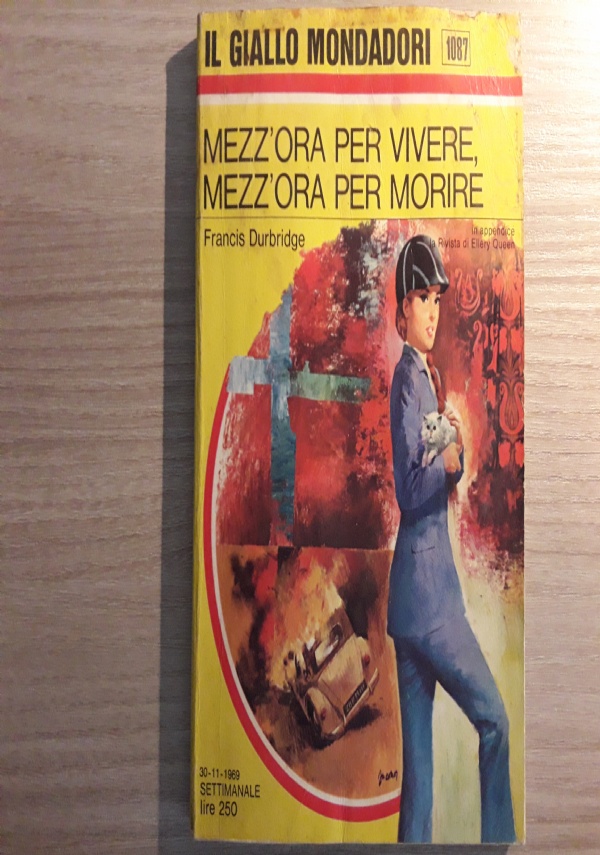 IL GIALLO MONDADORI 1087
MEZZ'ORA PER VIVERE,
MEZZ'ORA PER MORIRE
Francis Durbridge
in appendice
la Rivista di Ellery Queen
30-11-1969
SETTIMANALE
lire 250